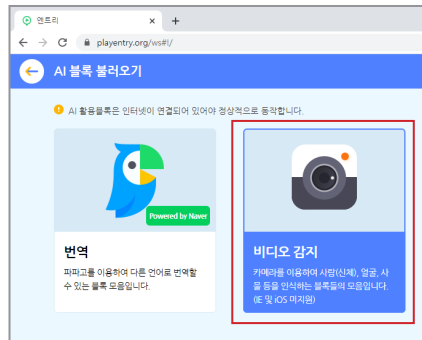 엔트리
playentry.org/ws#!/
AI 블록 불러오기
AI 활용블록은 인터넷이 연결되어 있어야 정상적으로 동작합니다.
Powered by Naver
번역
파파고를 이용하여 다른 언어로 번역할
수 있는 블록 모음입니다.
비디오 감지
카메라를 이용하여 사람(신체), 얼굴, 사
물 등을 인식하는 블록들의 모음입니다.
(IE 및 iOS 미지원)